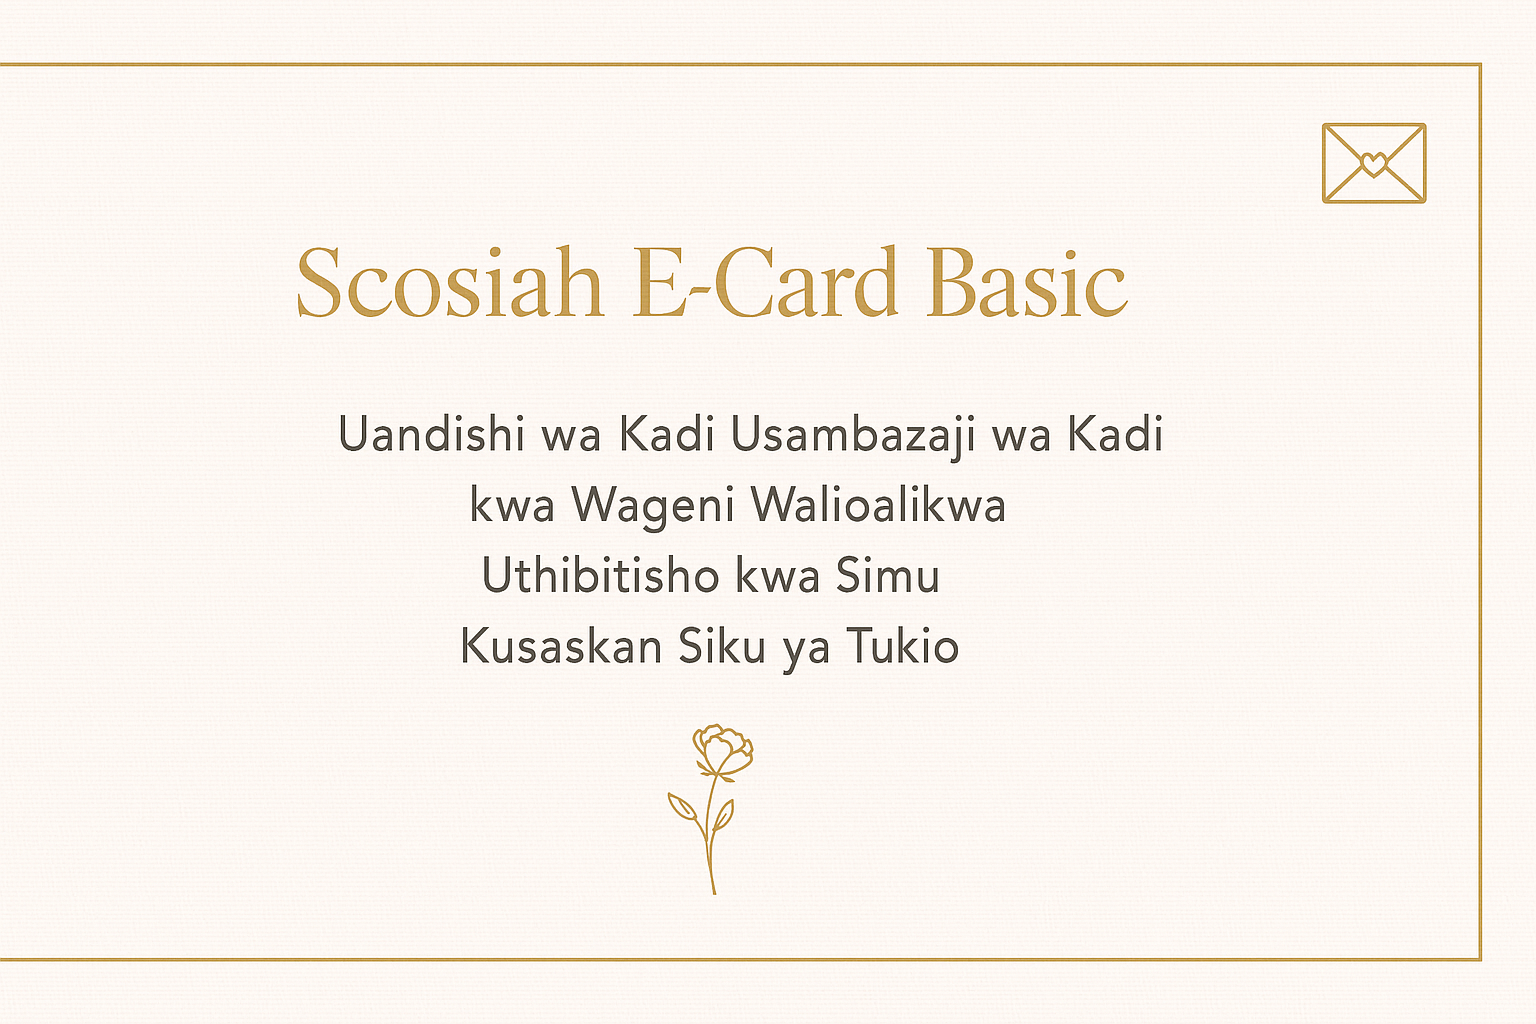 Scosiah E-Card Basic
Uandishi wa Kadi Usambazaji wa Kadi
kwa Wageni Walioalikwa
Uthibitisho kwa Simu
Kusaskan Siku ya Tukio